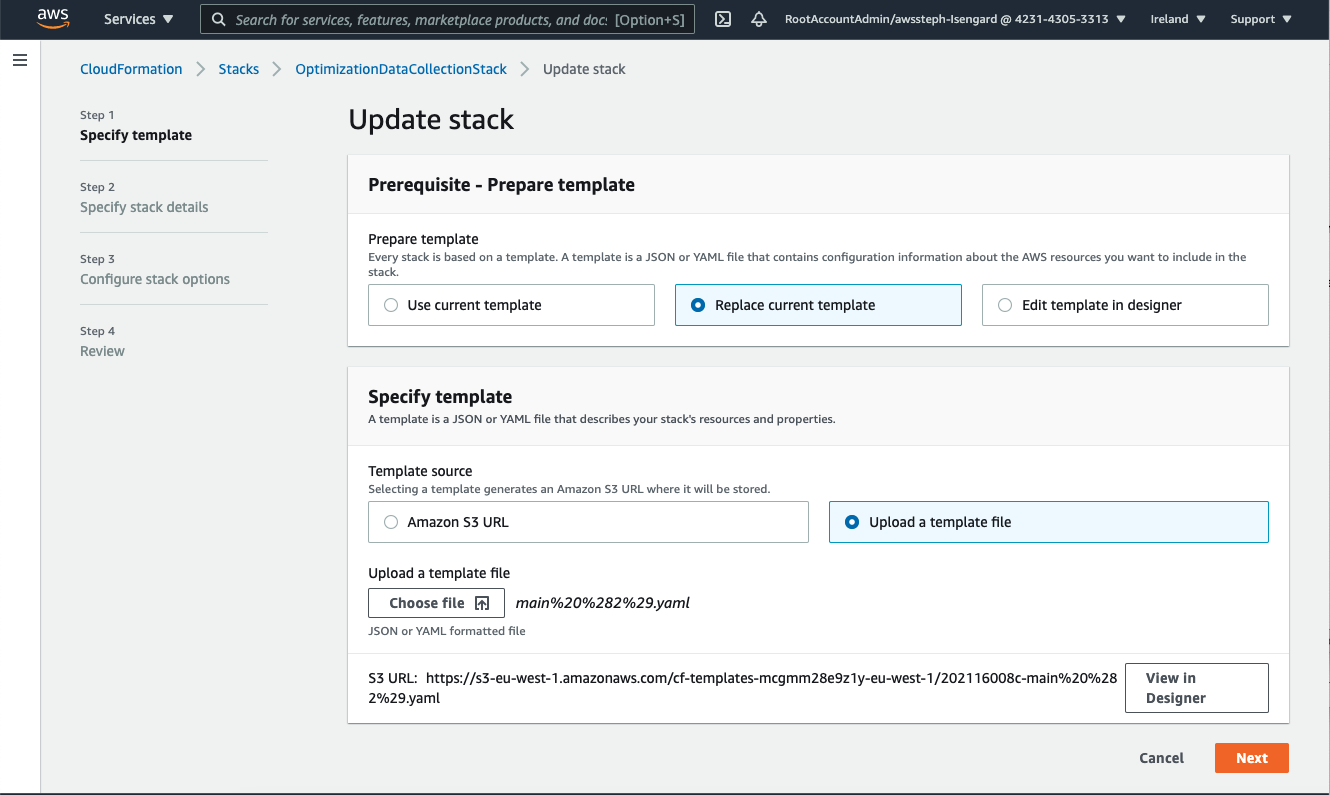 aws
Services
Search for services, features, marketplace products, and doc: [Option+S]
RootAccountAdmin/awssteph-Isengard @ 4231-4305-3313
Ireland
Support
CloudFormation
Stacks
OptimizationDataCollectionStack
Update stack
Step 1
Specify template
Step 2
Specify stack details
Step 3
Configure stack options
Step 4
Review
Update stack
Prerequisite - Prepare template
Prepare template
Every stack is based on a template. A template is a JSON or YAML file that contains configuration information about the AWS resources you want to include in the
stack.
Use current template
Replace current template
Edit template in designer
Specify template
A template is a JSON or YAML file that describes your stack's resources and properties.
Template source
Selecting a template generates an Amazon S3 URL where it will be stored.
Amazon S3 URL
Upload a template file
Upload a template file
Choose file
main%20%282%29.yaml
JSON or YAML formatted file
S3 URL: https://s3-eu-west-1.amazonaws.com/cf-templates-mcgmm28e9z1y-eu-west-1/202116008c-main%20%28
2%29.yaml
View in
Designer
Cancel
Next